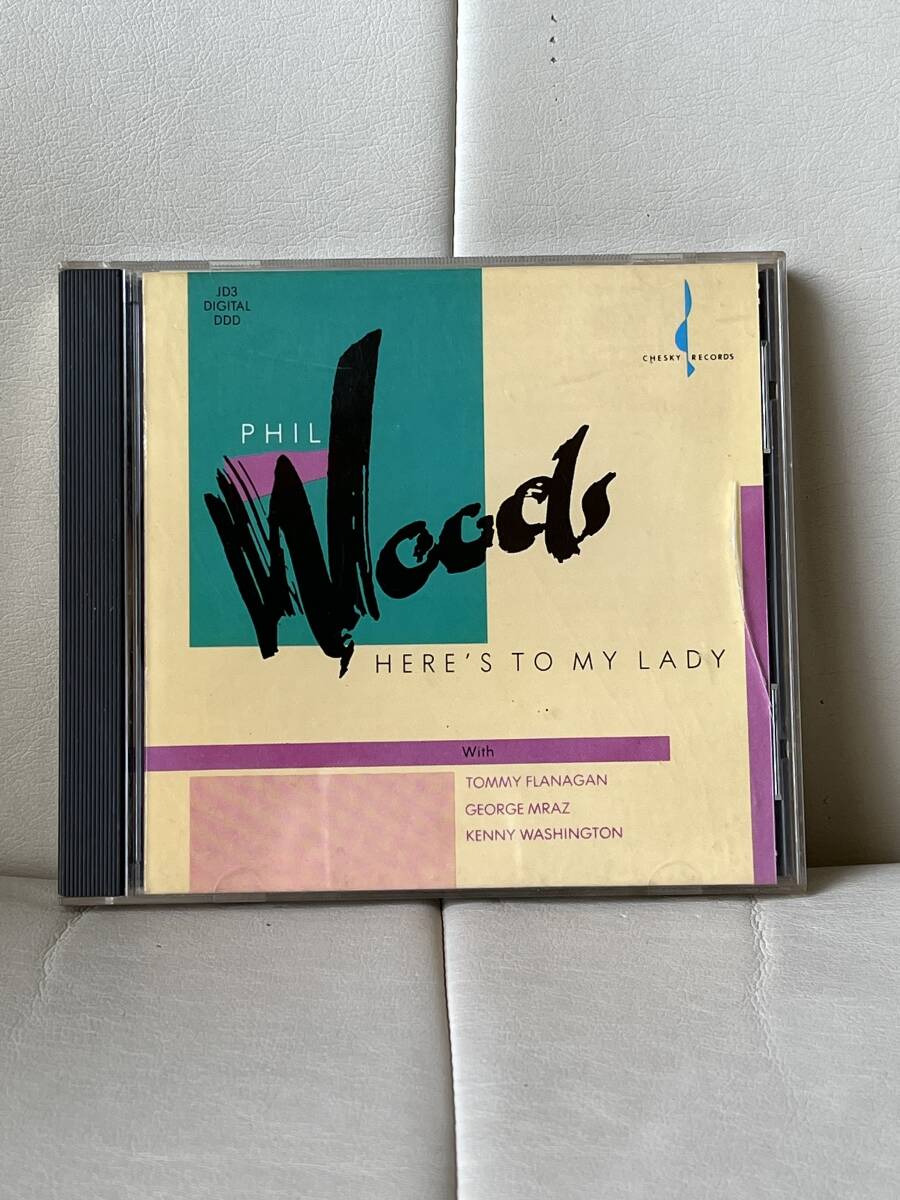 JD3
DIGITAL
DDD
CHESKY RECORDS
PHIL
Woods
HERE'S TO MY LADY
With
TOMMY FLANAGAN
GEORGE MRAZ
KENNY WASHINGTON